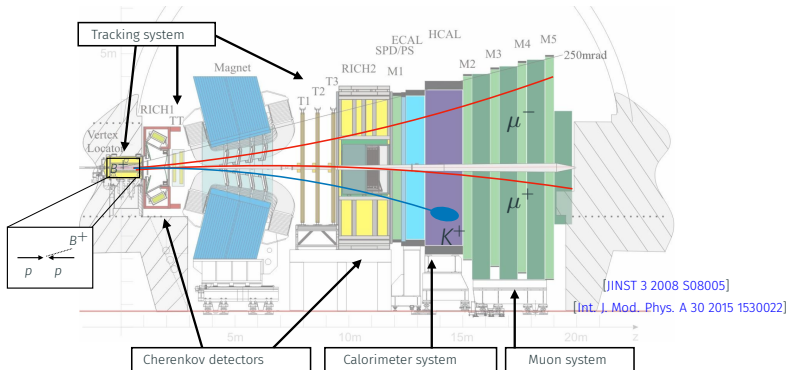 Tracking system
5m
ECAL
HCAL
SPD/PS
M5
M4
M3
M2
250mrad
Magnet
RICH2
M1
T3
T2
T1
RICH1
TT
Vertex
Locator
μ−
μ+
K+
B+
p
p
[JINST 3 2008 S08005]
[Int. J. Mod. Phys. A 30 2015 1530022]
5m
10m
15m
20m
z
Cherenkov detectors
Calorimeter system
Muon system